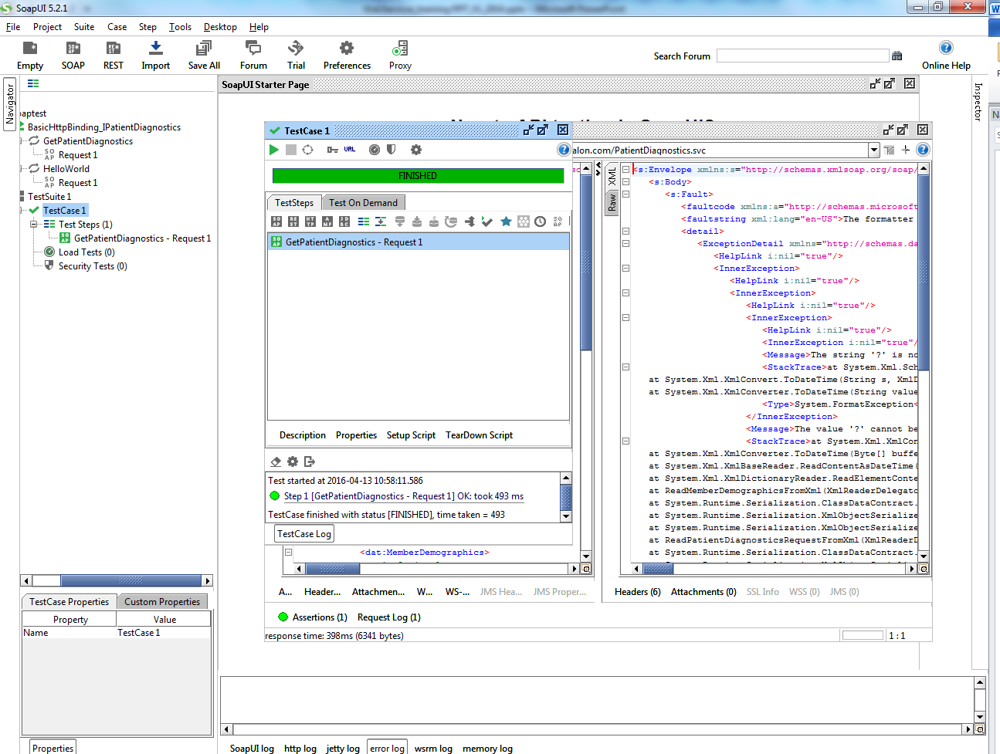 SoapUI 5.2.1
File Project Suite Case Step Tools Desktop Help
Empty SOAP REST Import Save All Forum Trial Preferences Proxy
Search Forum
Online Help
Navigator
SoapUI Starter Page
Inspector
aptest
BasicHttpBinding_IPatientDiagnostics
GetPatientDiagnostics
Request 1
HelloWorld
Request 1
TestSuite 1
TestCase 1
Test Steps (1)
GetPatientDiagnostics - Request 1
Load Tests (0)
Security Tests (0)
TestCase 1
URL
FINISHED
TestSteps Test On Demand
GetPatientDiagnostics - Request 1
Description Properties Setup Script TearDown Script
Test started at 2016-04-13 10:58:11.586
Step 1 [GetPatientDiagnostics - Request 1] OK: took 493 ms
TestCase finished with status [FINISHED], time taken = 493
TestCase Log
<dat:MemberDemographics>
A... Header... Attachmen... W... WS-... JMS Hea... JMS Proper...
alon.com/PatientDiagnostics.svc
XML
Raw
<s:Envelope xmlns:s="http://schemas.xmlsoap.org/soap/
<s:Body>
<s:Fault>
<faultcode xmlns:a="http://schemas.microsoft
<faultstring xml:lang="en-US">The formatter
<detail>
<ExceptionDetail xmlns="http://schemas.da
<HelpLink i:nil="true"/>
<InnerException>
<HelpLink i:nil="true"/>
<InnerException>
<HelpLink i:nil="true"/>
<InnerException>
<HelpLink i:nil="true"/>
<InnerException i:nil="true"/
<Message>The string '?' is no
<StackTrace>at System.Xml.Sch
at System.Xml.XmlConvert.ToDateTime(String s, XmlD
at System.Xml.XmlConverter.ToDateTime(String value
<Type>System.FormatException<
</InnerException>
<Message>The value '?' cannot be
<StackTrace>at System.Xml.XmlCon
at System.Xml.XmlConverter.ToDateTime(Byte[] buffe
at System.Xml.XmlBaseReader.ReadContentAsDateTime(
at System.Xml.XmlDictionaryReader.ReadElementConte
at ReadMemberDemographicsFromXml(XmlReaderDelegato
at System.Runtime.Serialization.ClassDataContract.
at System.Runtime.Serialization.XmlObjectSerialize
at System.Runtime.Serialization.XmlObjectSerialize
at ReadPatientDiagnosticsRequestFromXml(XmlReaderD
at System.Runtime.Serialization.ClassDataContract.
Headers (6) Attachments (0) SSL Info WSS (0) JMS (0)
Assertions (1) Request Log (1)
response time: 398ms (6341 bytes)
1 : 1
TestCase Properties Custom Properties
Property Value
Name TestCase 1
Properties
SoapUI log http log jetty log error log wsrm log memory log